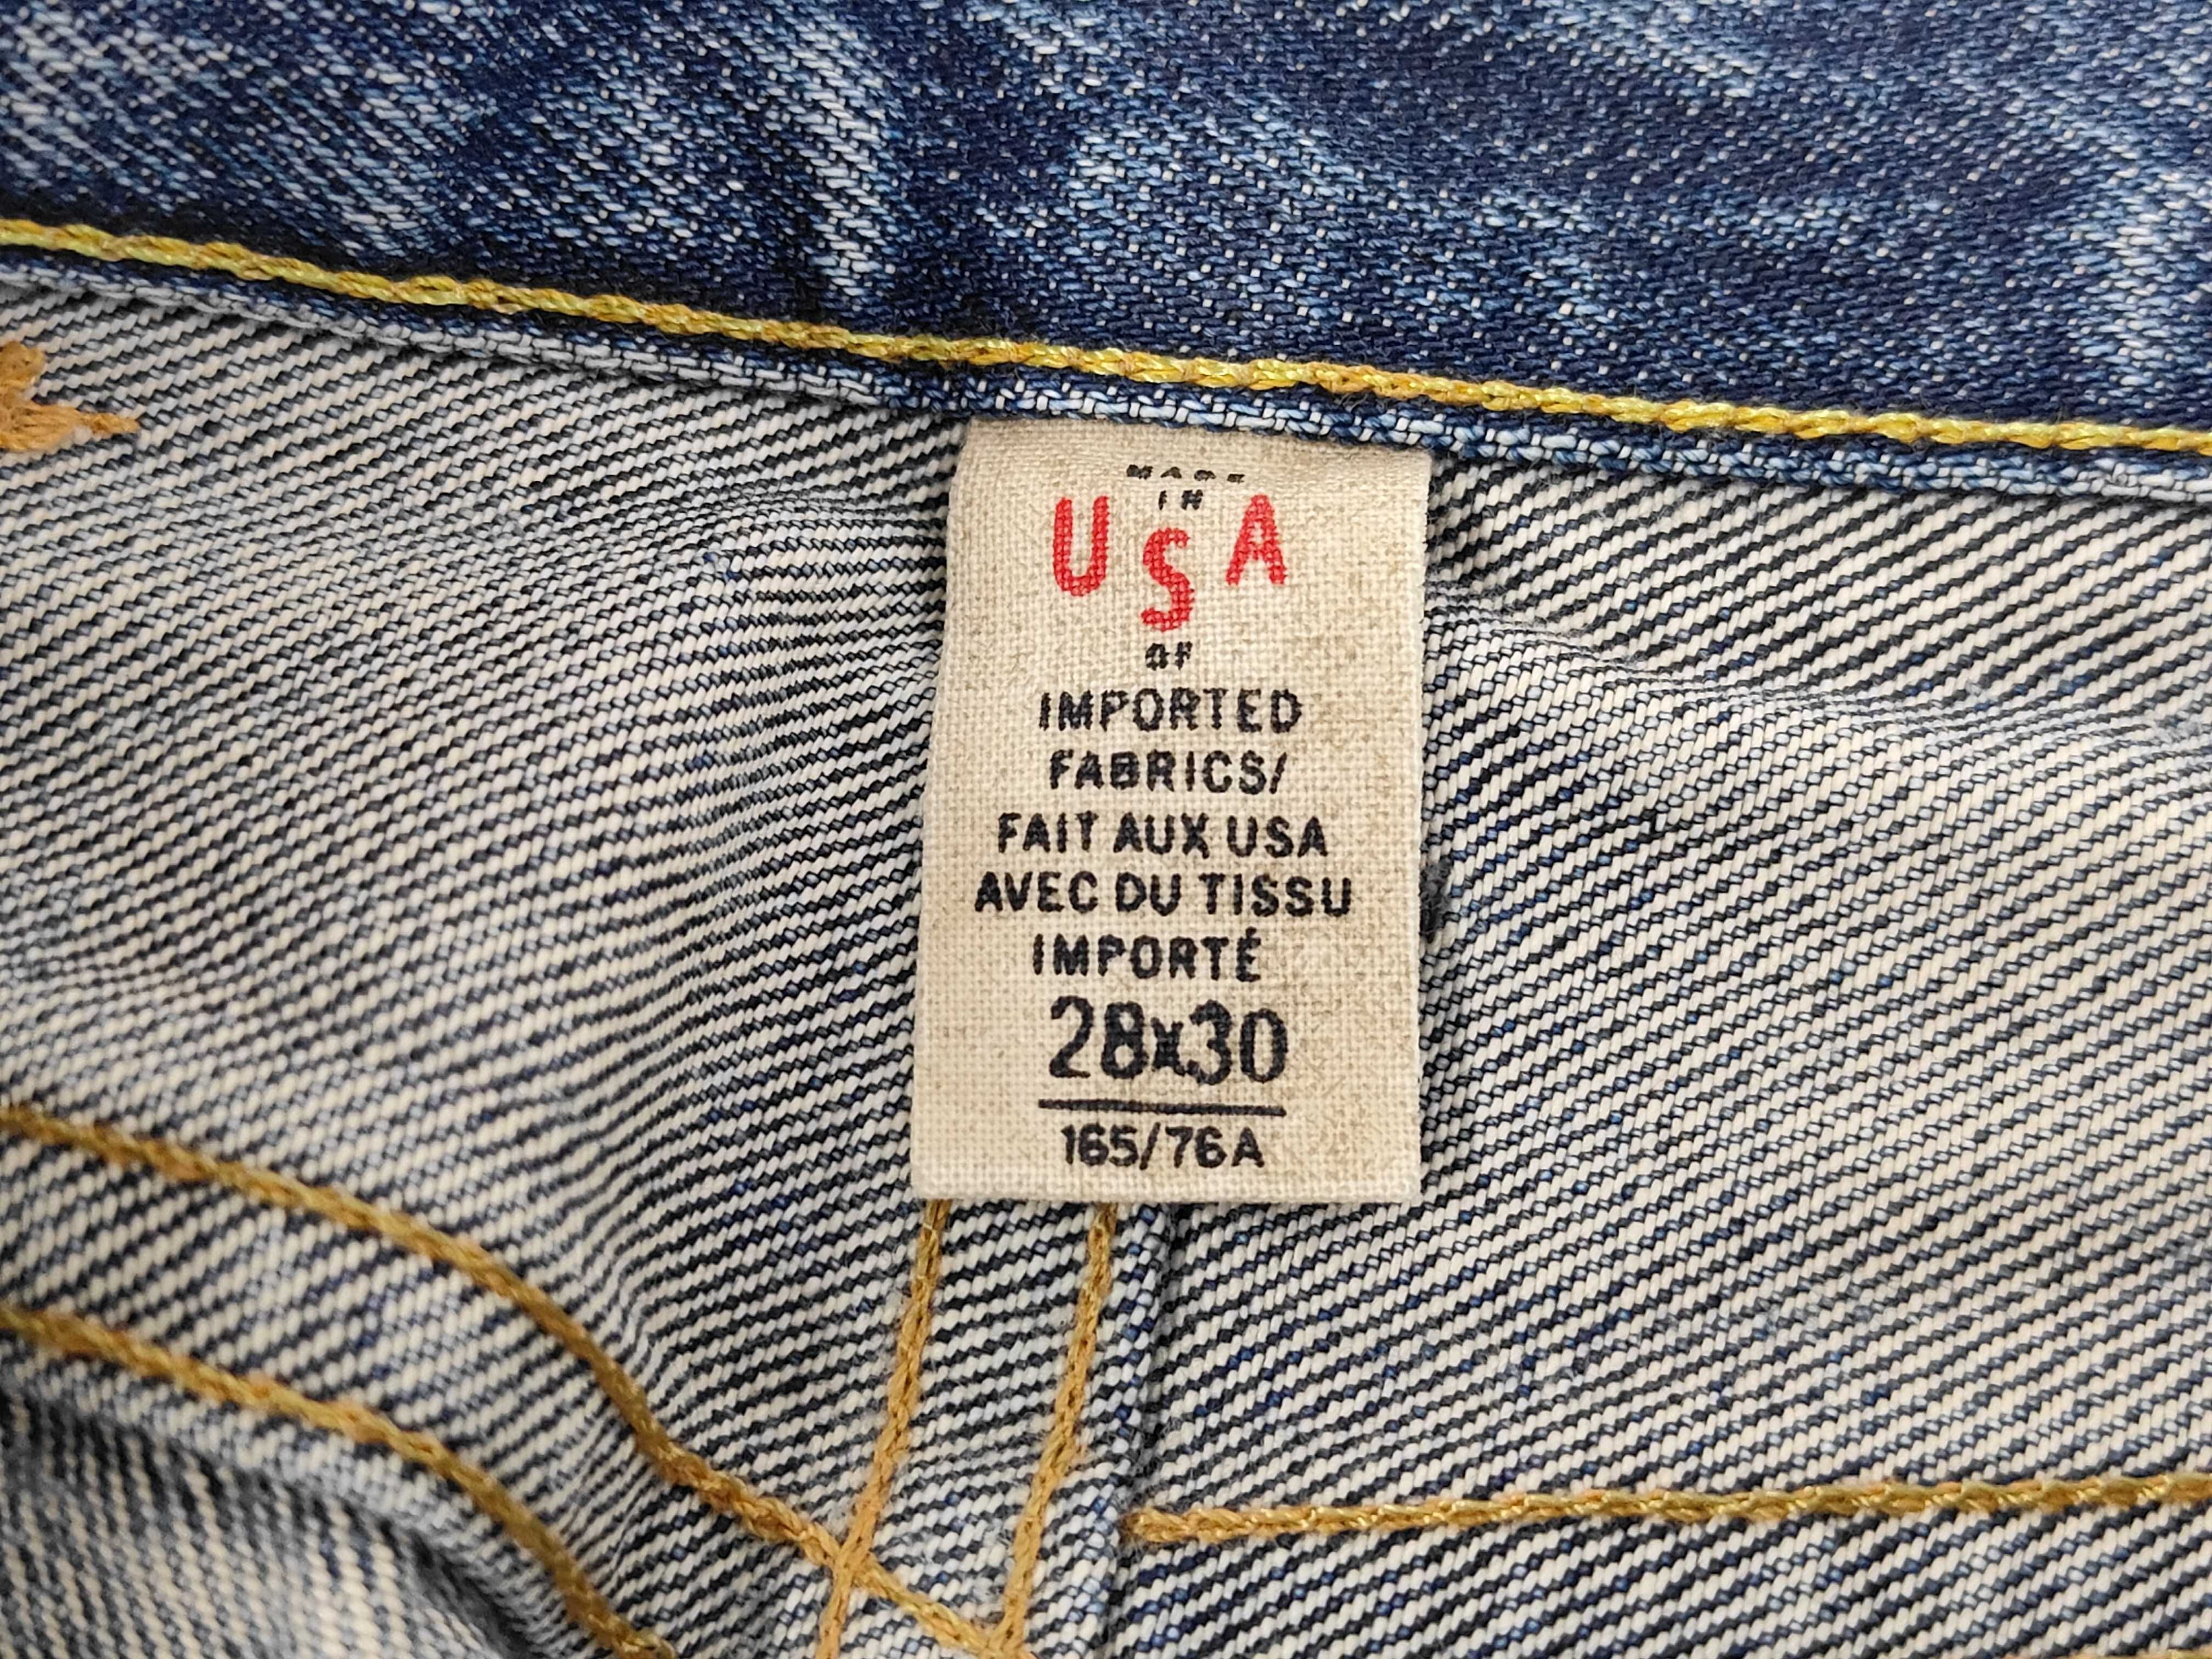 MADE
IN
USA
OF
IMPORTED
FABRICS/
FAIT AUX USA
AVEC DU TISSU
IMPORTÉ
28x30
165/76A